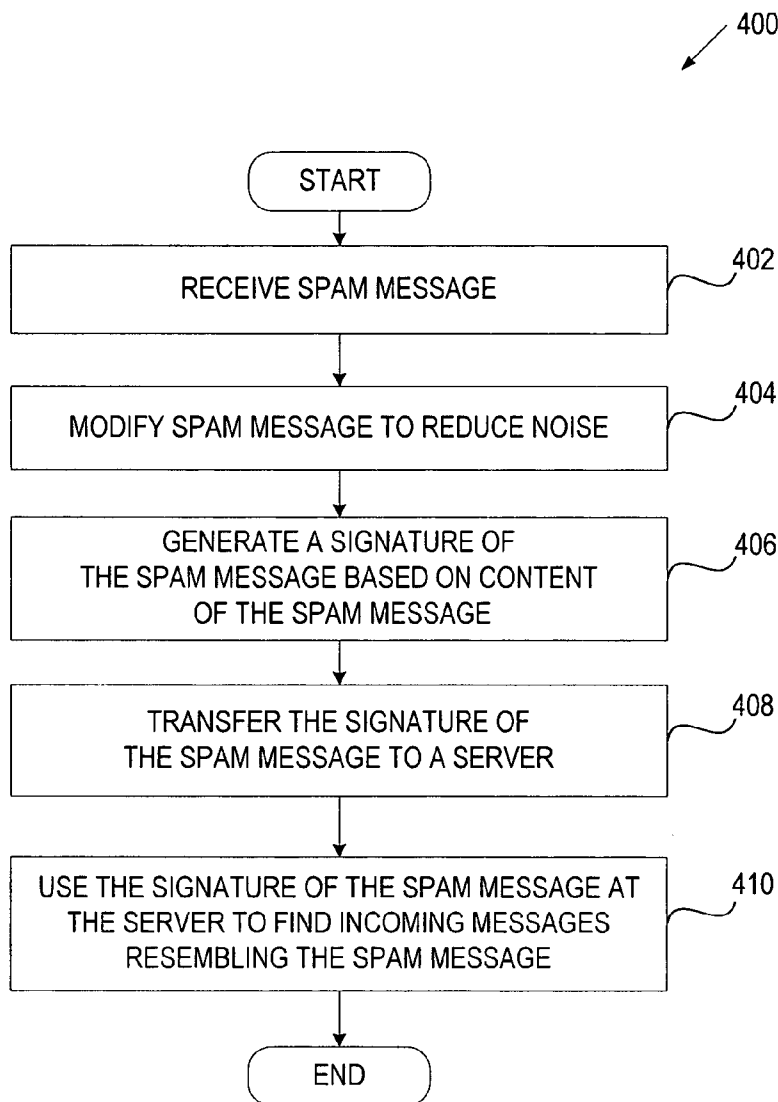 400
START
RECEIVE SPAM MESSAGE
402
MODIFY SPAM MESSAGE TO REDUCE NOISE
404
GENERATE A SIGNATURE OF
THE SPAM MESSAGE BASED ON CONTENT
OF THE SPAM MESSAGE
406
TRANSFER THE SIGNATURE OF
THE SPAM MESSAGE TO A SERVER
408
USE THE SIGNATURE OF THE SPAM MESSAGE AT
THE SERVER TO FIND INCOMING MESSAGES
RESEMBLING THE SPAM MESSAGE
410
END